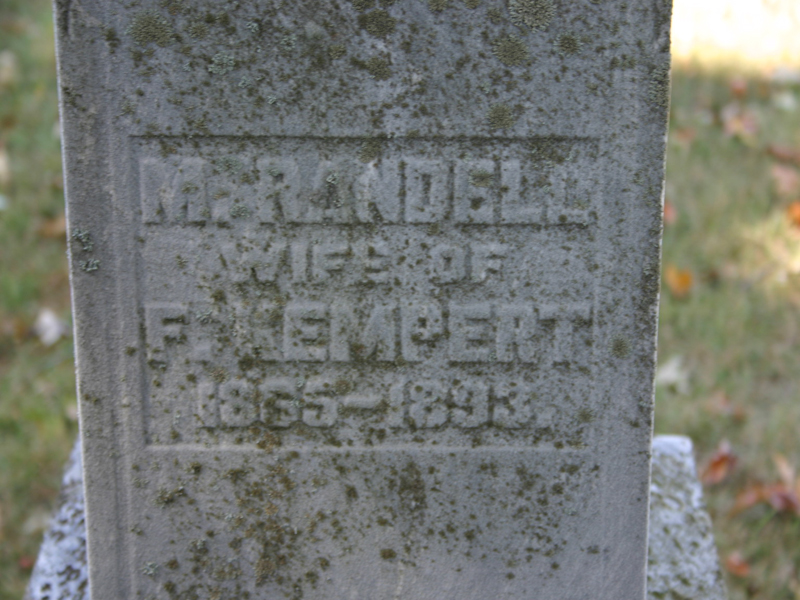 M. RANDELL
WIFE OF
F. KEMPERT
1865–1893.